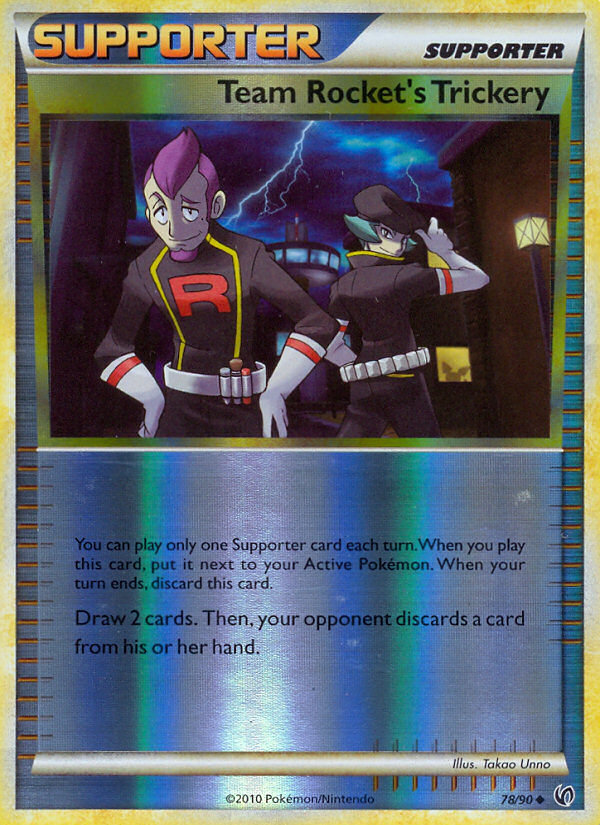 SUPPORTER
SUPPORTER
Team Rocket's Trickery
R
You can play only one Supporter card each turn. When you play
this card, put it next to your Active Pokémon. When your
turn ends, discard this card.
Draw 2 cards. Then, your opponent discards a card
from his or her hand.
Illus. Takao Unno
©2010 Pokémon/Nintendo
78/90